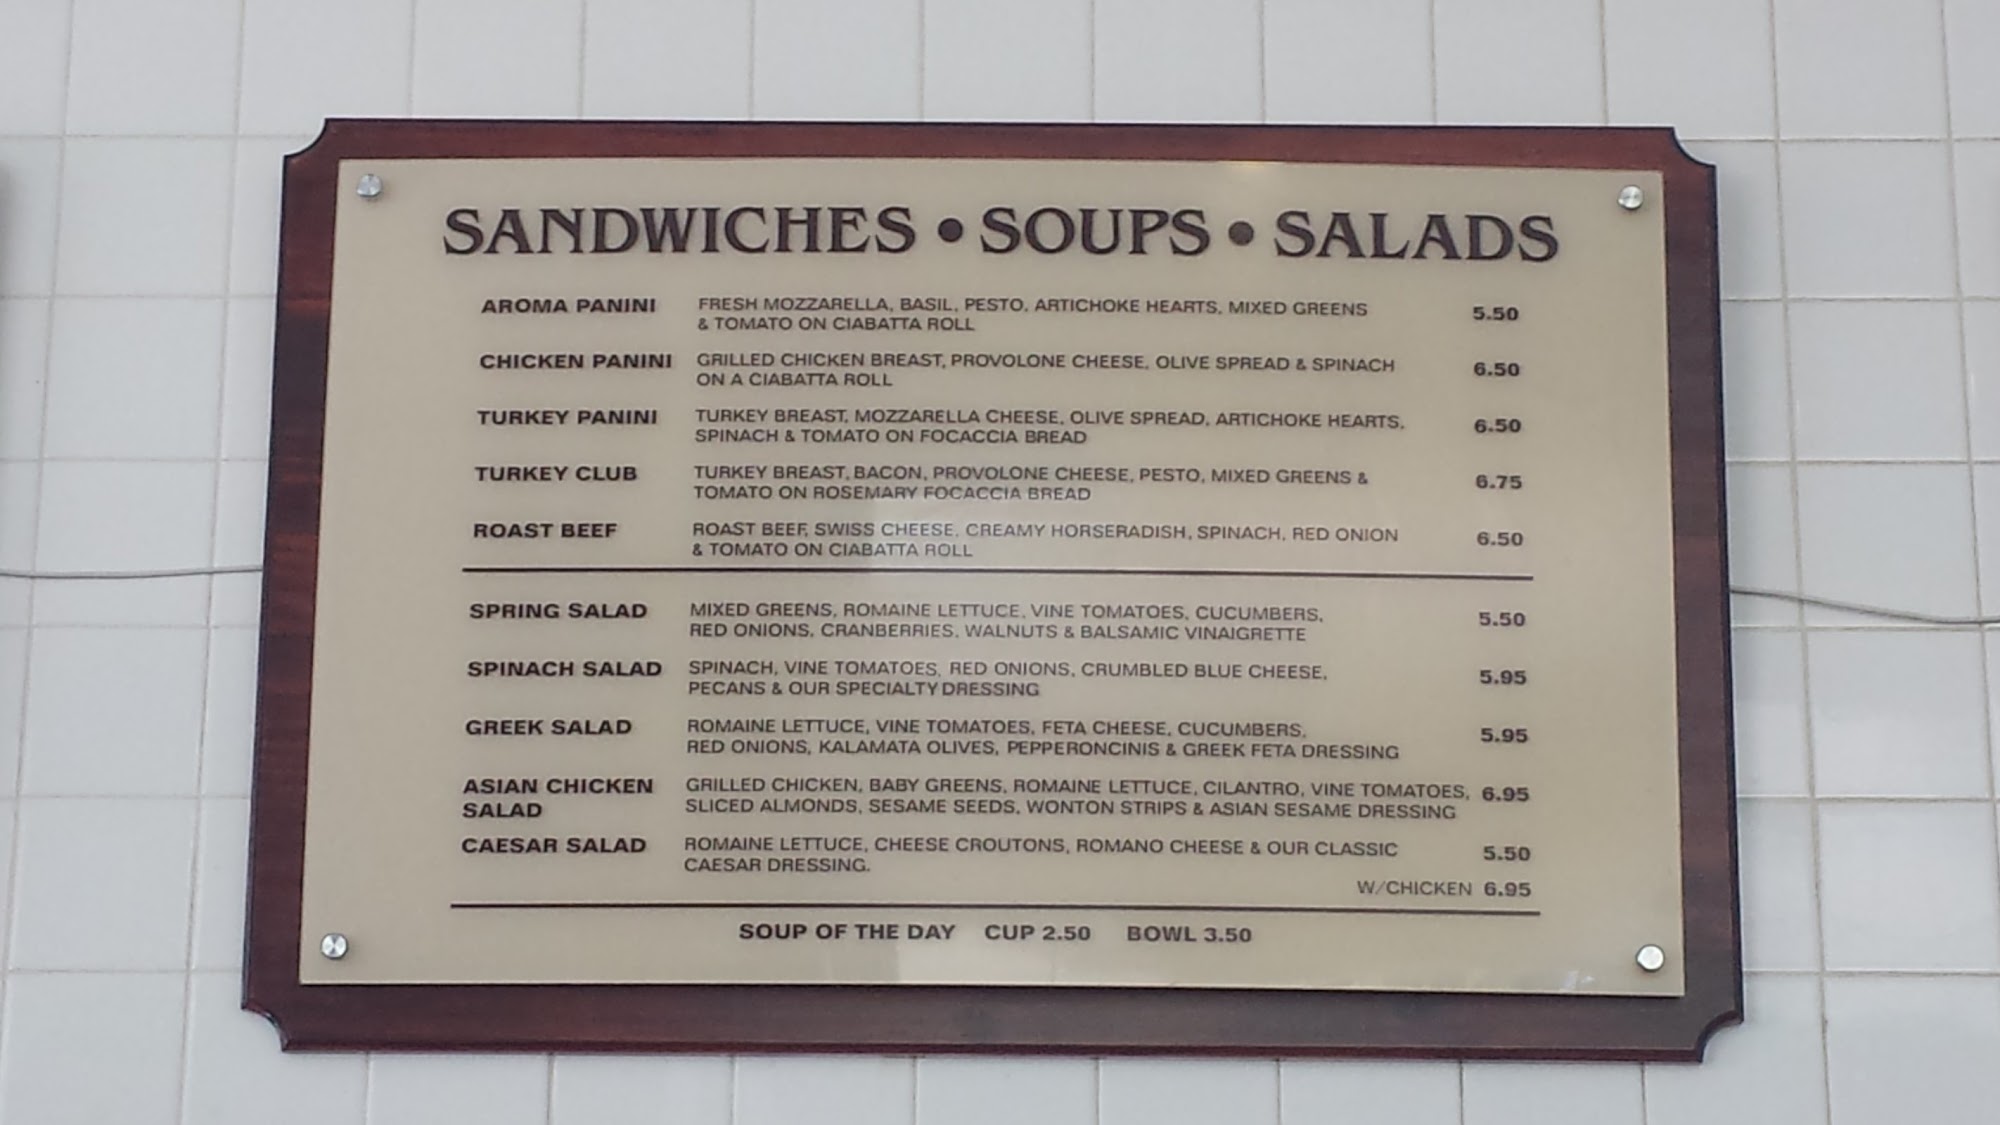 SANDWICHES • SOUPS • SALADS
AROMA PANINI FRESH MOZZARELLA, BASIL, PESTO, ARTICHOKE HEARTS, MIXED GREENS 5.50
& TOMATO ON CIABATTA ROLL
CHICKEN PANINI GRILLED CHICKEN BREAST, PROVOLONE CHEESE, OLIVE SPREAD & SPINACH 6.50
ON A CIABATTA ROLL
TURKEY PANINI TURKEY BREAST, MOZZARELLA CHEESE, OLIVE SPREAD, ARTICHOKE HEARTS, 6.50
SPINACH & TOMATO ON FOCACCIA BREAD
TURKEY CLUB TURKEY BREAST, BACON, PROVOLONE CHEESE, PESTO, MIXED GREENS & 6.75
TOMATO ON ROSEMARY FOCACCIA BREAD
ROAST BEEF ROAST BEEF, SWISS CHEESE, CREAMY HORSERADISH, SPINACH, RED ONION 6.50
& TOMATO ON CIABATTA ROLL
SPRING SALAD MIXED GREENS, ROMAINE LETTUCE, VINE TOMATOES, CUCUMBERS, 5.50
RED ONIONS, CRANBERRIES, WALNUTS & BALSAMIC VINAIGRETTE
SPINACH SALAD SPINACH, VINE TOMATOES, RED ONIONS, CRUMBLED BLUE CHEESE, 5.95
PECANS & OUR SPECIALTY DRESSING
GREEK SALAD ROMAINE LETTUCE, VINE TOMATOES, FETA CHEESE, CUCUMBERS, 5.95
RED ONIONS, KALAMATA OLIVES, PEPPERONCINIS & GREEK FETA DRESSING
ASIAN CHICKEN GRILLED CHICKEN, BABY GREENS, ROMAINE LETTUCE, CILANTRO, VINE TOMATOES, 6.95
SALAD SLICED ALMONDS, SESAME SEEDS, WONTON STRIPS & ASIAN SESAME DRESSING
CAESAR SALAD ROMAINE LETTUCE, CHEESE CROUTONS, ROMANO CHEESE & OUR CLASSIC 5.50
CAESAR DRESSING.
W/CHICKEN 6.95
SOUP OF THE DAY CUP 2.50 BOWL 3.50